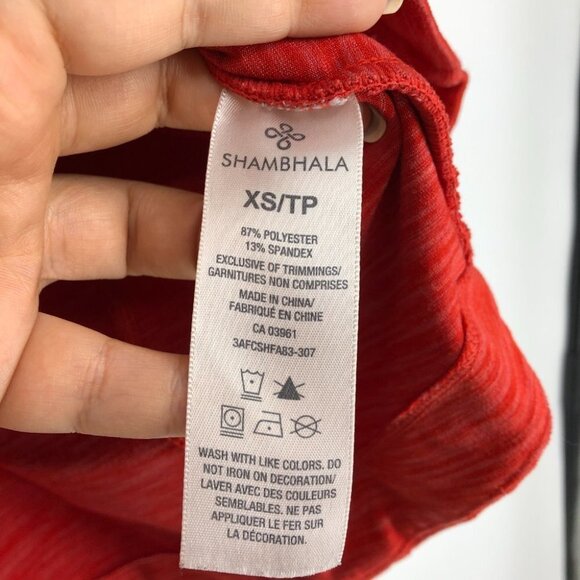 SHAMBHALA
XS/TP
87% POLYESTER
13% SPANDEX
EXCLUSIVE OF TRIMMINGS/
GARNITURES NON COMPRISES
MADE IN CHINA/
FABRIQUÉ EN CHINE
CA 03961
3AFCSHFA83-307
WASH WITH LIKE COLORS. DO
NOT IRON ON DECORATION/
LAVER AVEC DES COULEURS
SEMBLABLES. NE PAS
APPLIQUER LE FER SUR
LA DÉCORATION